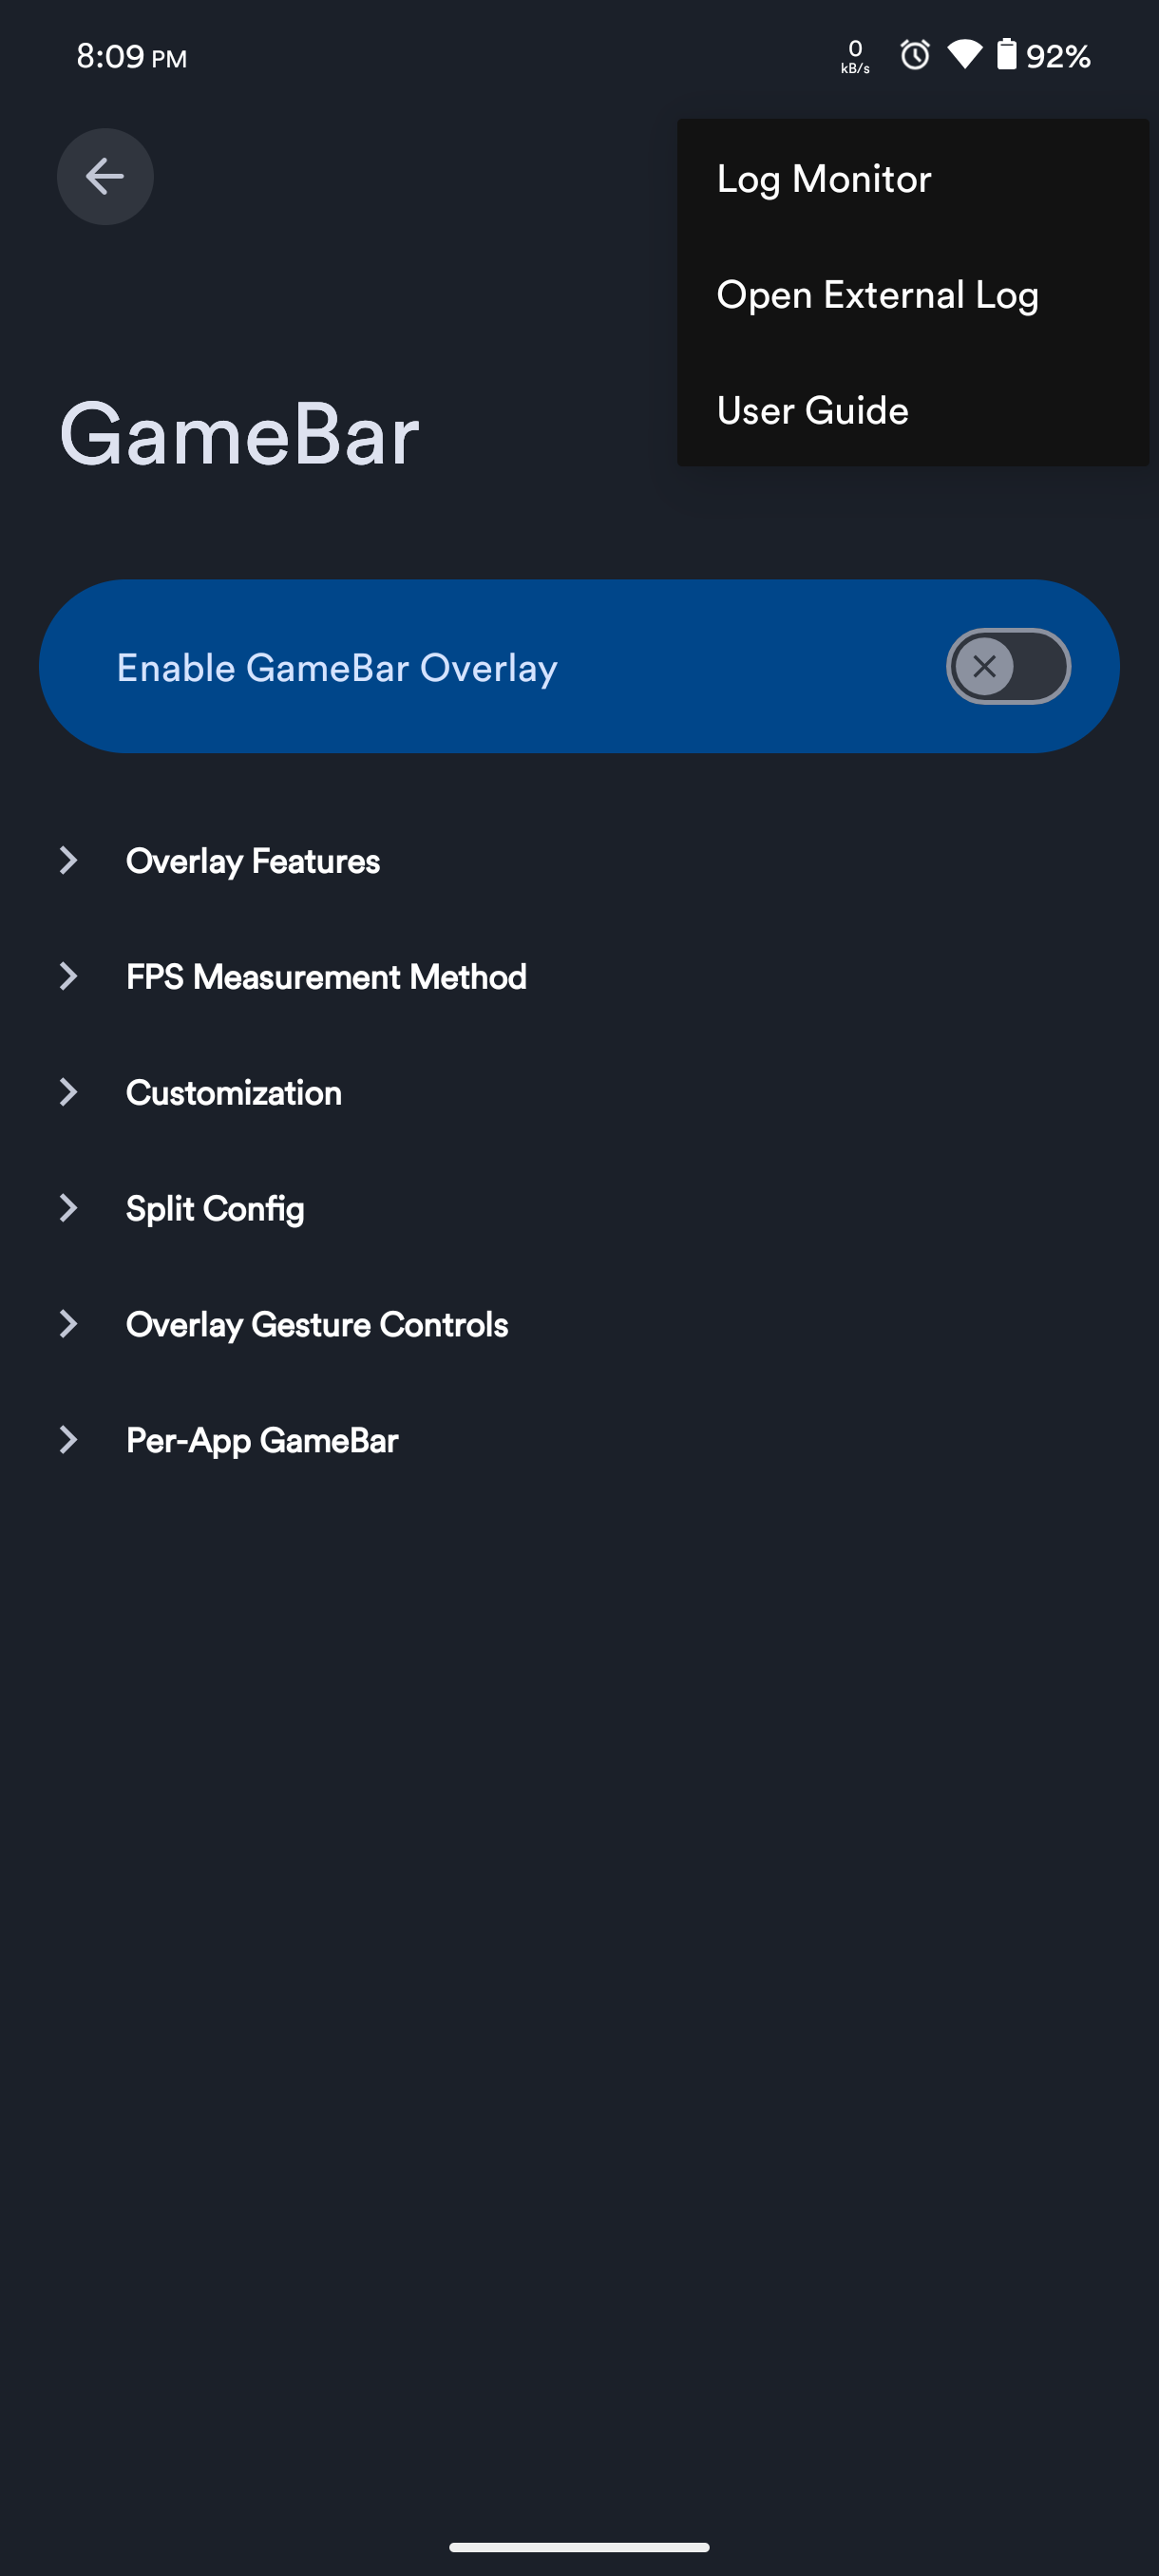 8:09 PM
0
kB/s
92%
Log Monitor
Open External Log
User Guide
GameBar
Enable GameBar Overlay
Overlay Features
FPS Measurement Method
Customization
Split Config
Overlay Gesture Controls
Per-App GameBar